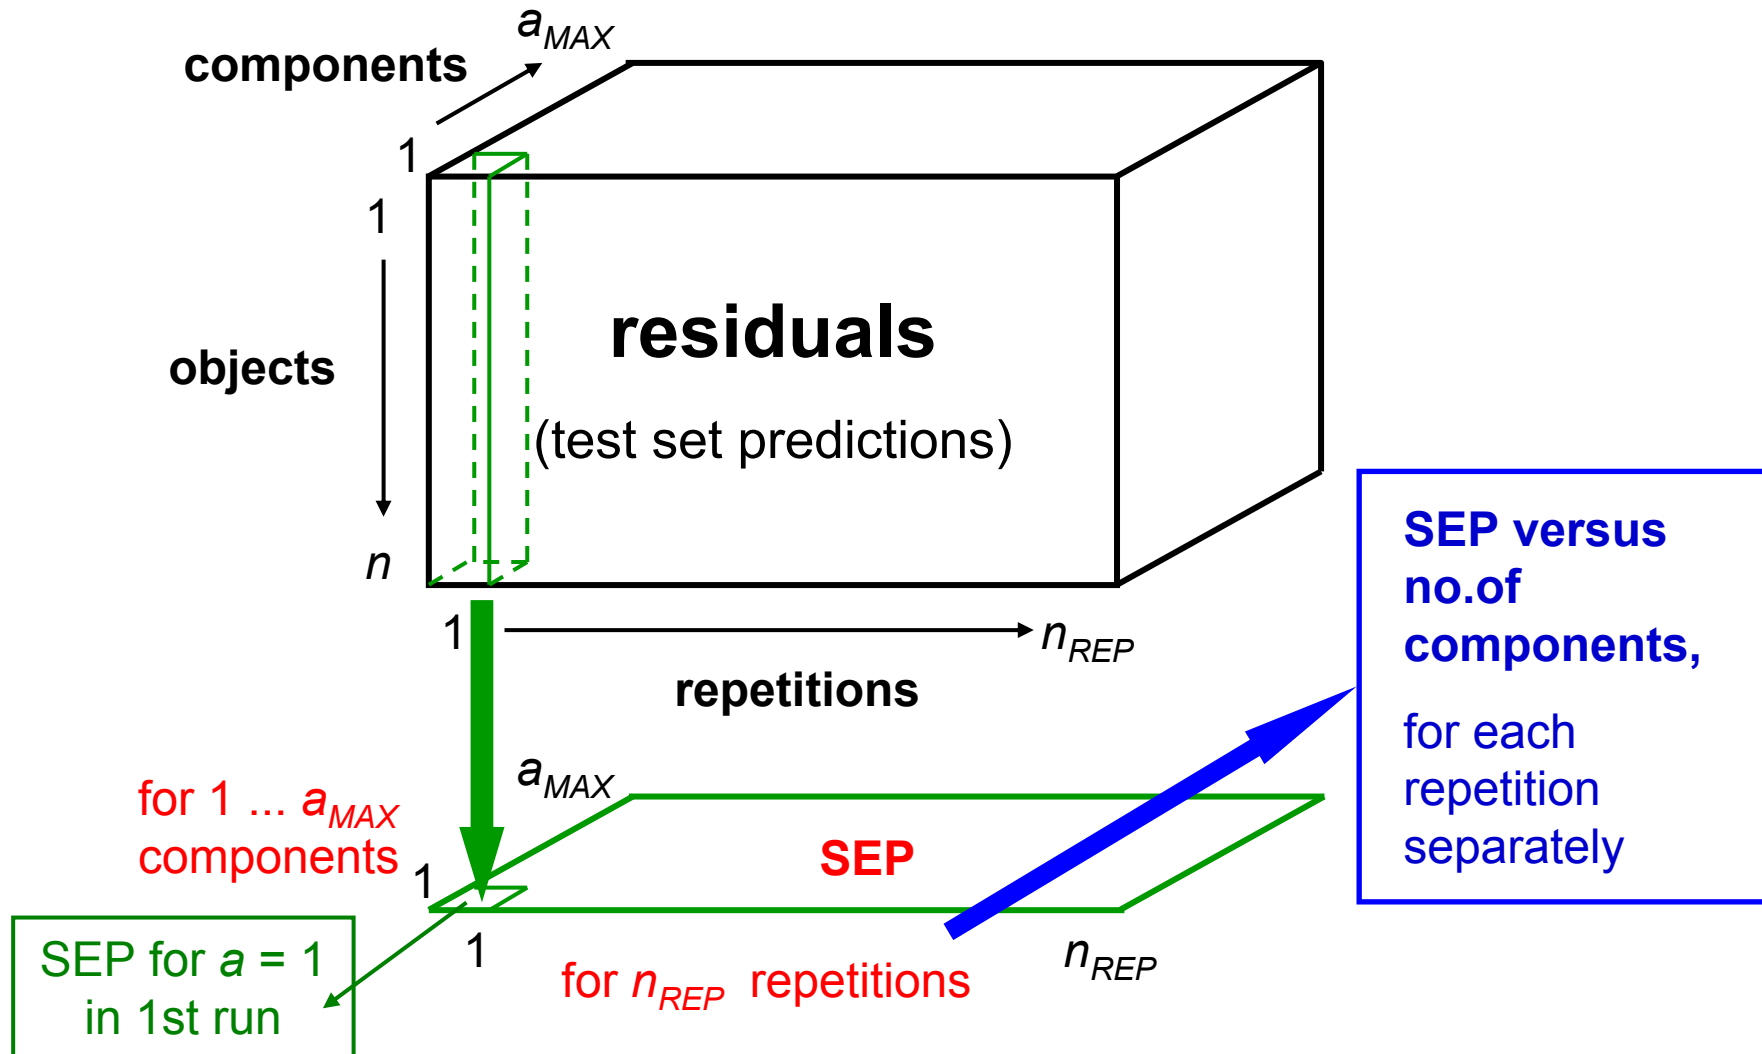 a_MAX
components
1
1
objects
n
residuals
(test set predictions)
1
n_REP
repetitions
SEP versus
no.of
components,
for each
repetition
separately
a_MAX
for 1 ... a_MAX
components
1
SEP
1
n_REP
for n_REP repetitions
SEP for a = 1
in 1st run